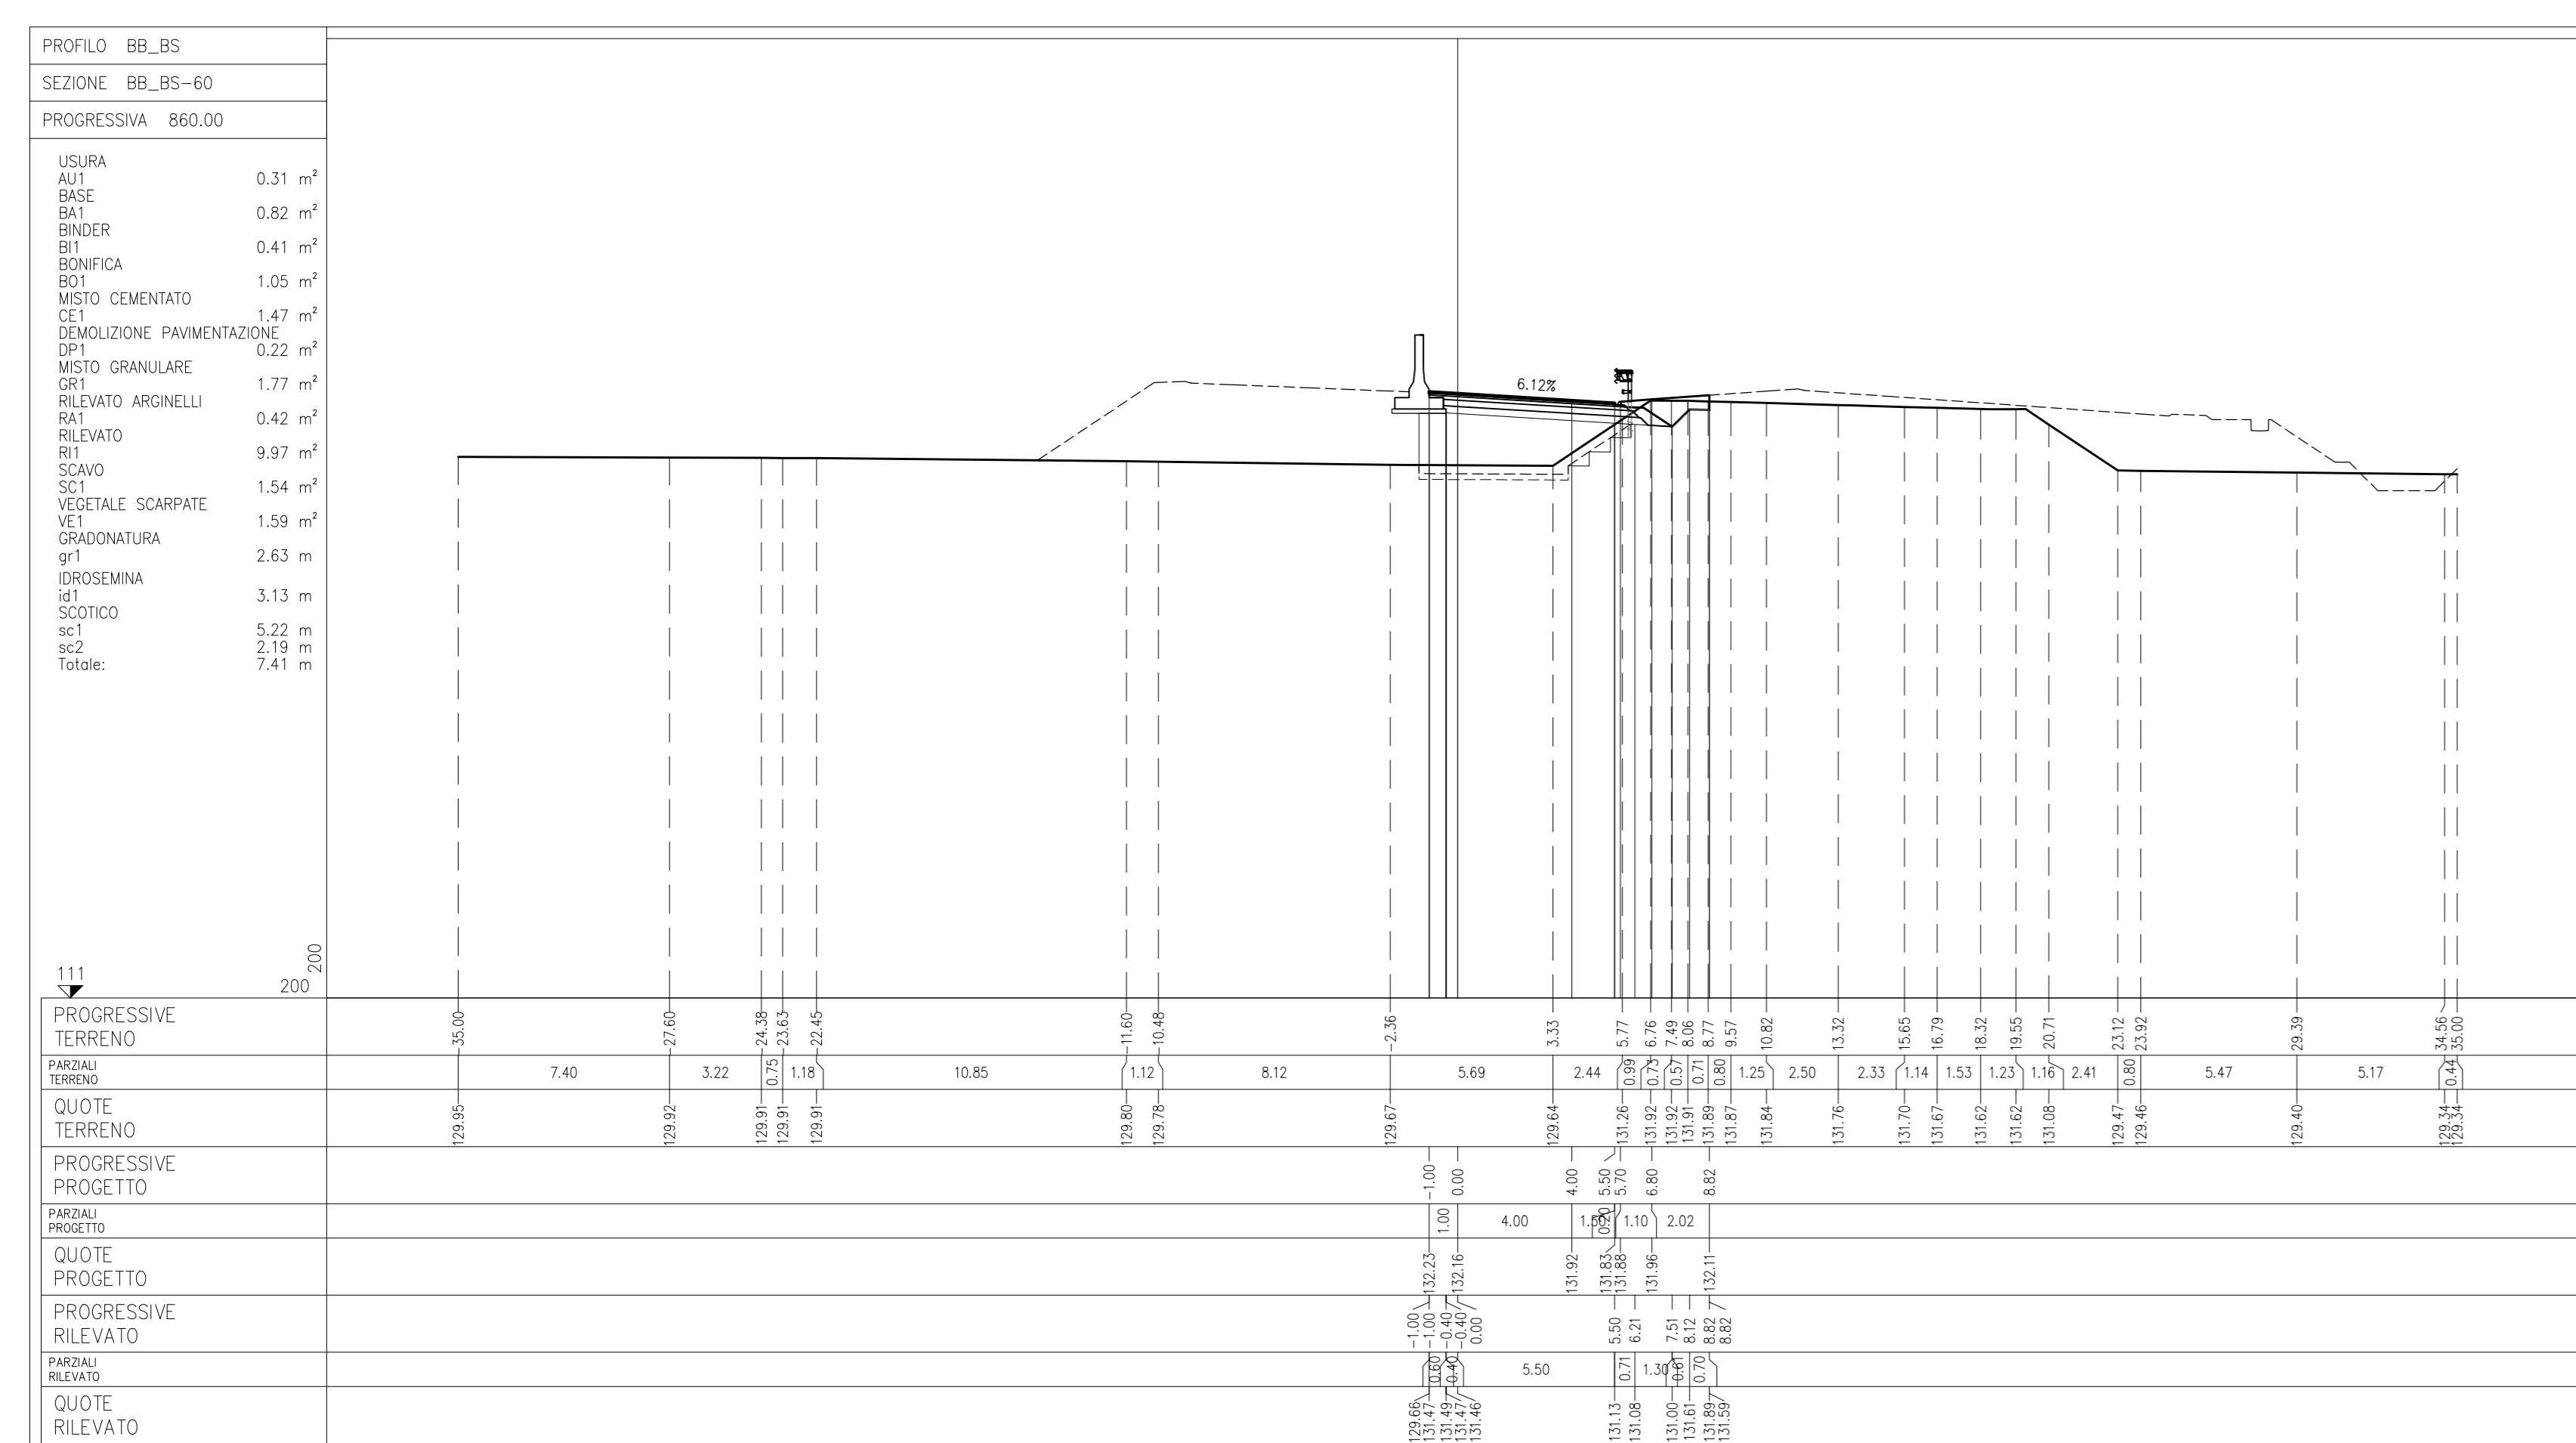 PROFILO BB_BS
SEZIONE BB_BS-60
PROGRESSIVA 860.00
USURA
AU1 0.31 m²
BASE
BA1 0.82 m²
BINDER
BI1 0.41 m²
BONIFICA
BO1 1.05 m²
MISTO CEMENTATO
CE1 1.47 m²
DEMOLIZIONE PAVIMENTAZIONE
DP1 0.22 m²
MISTO GRANULARE
GR1 1.77 m²
RILEVATO ARGINELLI
RA1 0.42 m²
RILEVATO
RI1 9.97 m²
SCAVO
SC1 1.54 m²
VEGETALE SCARPATE
VE1 1.59 m²
GRADONATURA
gr1 2.63 m
IDROSEMINA
id1 3.13 m
SCOTICO
sc1 5.22 m
sc2 2.19 m
Totale: 7.41 m
6.12%
111
200
200
PROGRESSIVE
TERRENO
-35.00 -27.60 -24.38 -23.63 -22.45 -11.60 -10.48 -2.36 3.33 5.77 6.76 7.49 8.06 8.77 9.57 10.82 13.32 15.65 16.79 18.32 19.55 20.71 23.12 23.92 29.39 34.56 35.00
PARZIALI
TERRENO
7.40 3.22 0.75 1.18 10.85 1.12 8.12 5.69 2.44 0.99 0.73 0.57 0.71 0.80 1.25 2.50 2.33 1.14 1.53 1.23 1.16 2.41 0.80 5.47 5.17 0.44
QUOTE
TERRENO
129.95 129.92 129.91 129.91 129.91 129.80 129.78 129.67 129.64 131.26 131.92 131.92 131.91 131.89 131.87 131.84 131.76 131.70 131.67 131.62 131.62 131.08 129.47 129.46 129.40 129.34 129.34
PROGRESSIVE
PROGETTO
-1.00 0.00 4.00 5.50 5.70 6.80 8.82
PARZIALI
PROGETTO
1.00 4.00 1.50 0.20 1.10 2.02
QUOTE
PROGETTO
132.23 132.16 131.92 131.83 131.88 131.96 132.11
PROGRESSIVE
RILEVATO
-1.00 -1.00 -0.40 -0.40 0.00 5.50 6.21 7.51 8.12 8.82 8.82
PARZIALI
RILEVATO
0.60 0.40 5.50 0.71 1.30 0.61 0.70
QUOTE
RILEVATO
129.66 131.47 131.49 131.47 131.46 131.13 131.08 131.00 131.61 131.89 131.59